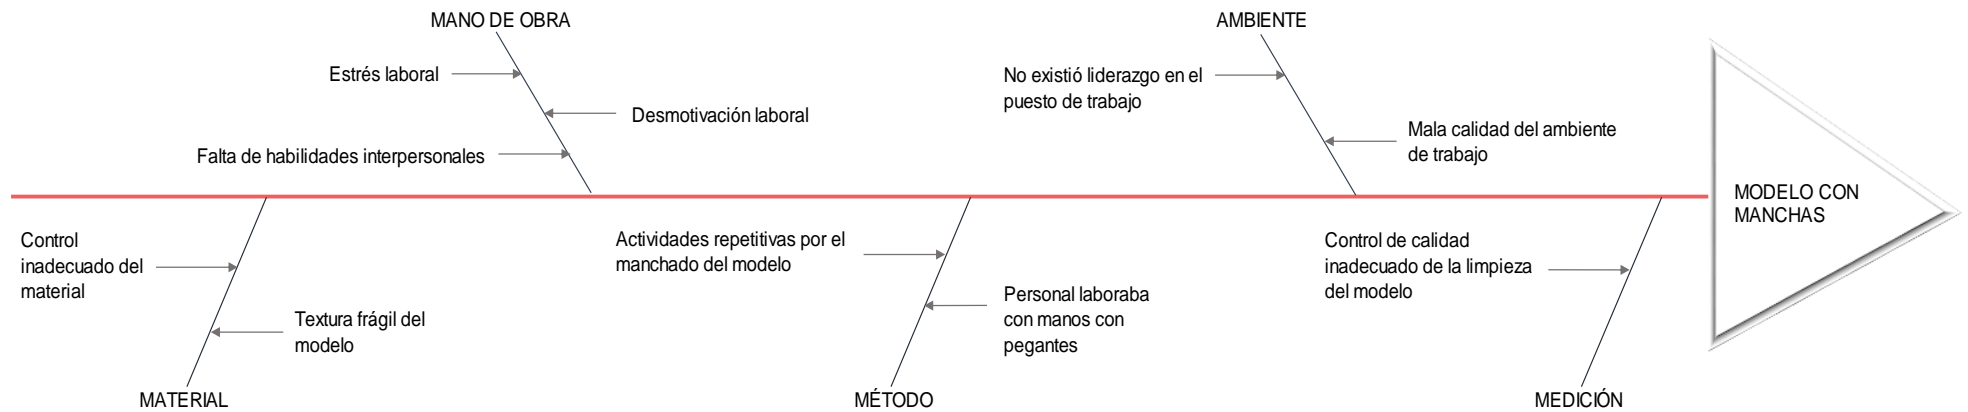 MANO DE OBRA
AMBIENTE
Estrés laboral
Desmotivación laboral
Falta de habilidades interpersonales
No existió liderazgo en el
puesto de trabajo
Mala calidad del ambiente
de trabajo
MODELO CON
MANCHAS
Control
inadecuado del
material
Textura frágil del
modelo
Actividades repetitivas por el
manchado del modelo
Personal laboraba
con manos con
pegantes
Control de calidad
inadecuado de la limpieza
del modelo
MATERIAL
MÉTODO
MEDICIÓN